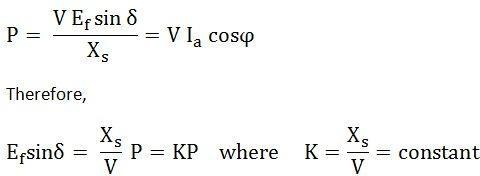 P = V E_f sin δ / X_s = V I_a cosφ
Therefore,
E_f sinδ = X_s / V P = KP where K = X_s / V = constant